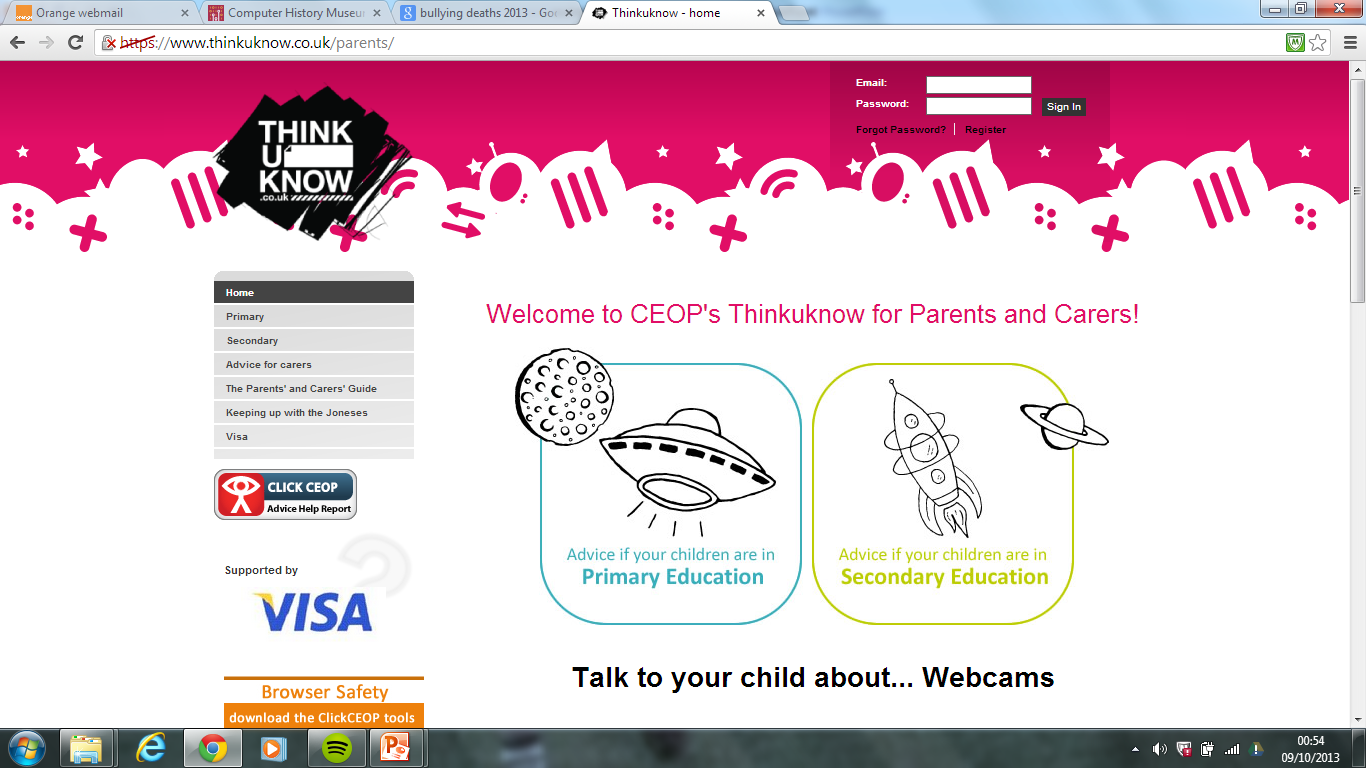 Orange webmail
Computer History Museu
bullying deaths 2013 - Goo
Thinkuknow - home
https://www.thinkuknow.co.uk/parents/
Email:
Password:
Sign In
Forgot Password?
Register
THINK
U
KNOW
.co.uk
Home
Primary
Secondary
Advice for carers
The Parents' and Carers' Guide
Keeping up with the Joneses
Visa
CLICK CEOP
Advice Help Report
Supported by
VISA
Browser Safety
download the ClickCEOP tools
Welcome to CEOP's Thinkuknow for Parents and Carers!
Advice if your children are in
Primary Education
Advice if your children are in
Secondary Education
Talk to your child about... Webcams
00:54
09/10/2013